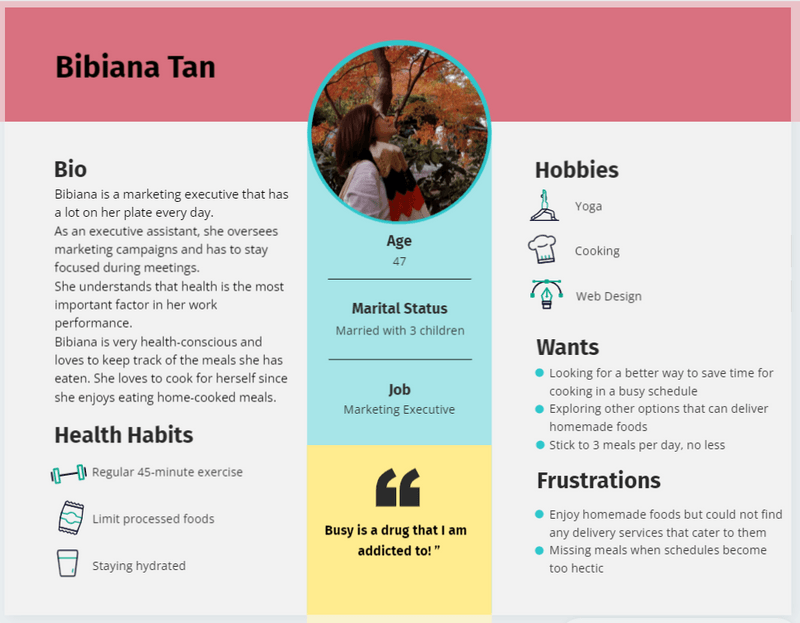 Bibiana Tan
Bio
Bibiana is a marketing executive that has
a lot on her plate every day.
As an executive assistant, she oversees
marketing campaigns and has to stay
focused during meetings.
She understands that health is the most
important factor in her work
performance.
Bibiana is very health-conscious and
loves to keep track of the meals she has
eaten. She loves to cook for herself since
she enjoys eating home-cooked meals.
Health Habits
Regular 45-minute exercise
Limit processed foods
Staying hydrated
Age
47
Marital Status
Married with 3 children
Job
Marketing Executive
“
Busy is a drug that I am
addicted to! ”
Hobbies
Yoga
Cooking
Web Design
Wants
Looking for a better way to save time for
cooking in a busy schedule
Exploring other options that can deliver
homemade foods
Stick to 3 meals per day, no less
Frustrations
Enjoy homemade foods but could not find
any delivery services that cater to them
Missing meals when schedules become
too hectic